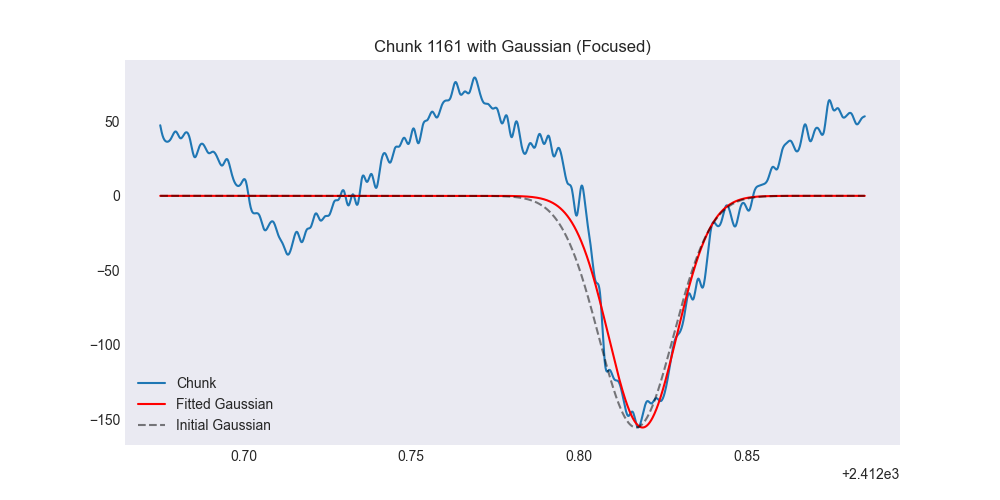 Chunk 1161 with Gaussian (Focused)
50
0
−50
−100
−150
Chunk
Fitted Gaussian
Initial Gaussian
0.70 0.75 0.80 0.85
+2.412e3